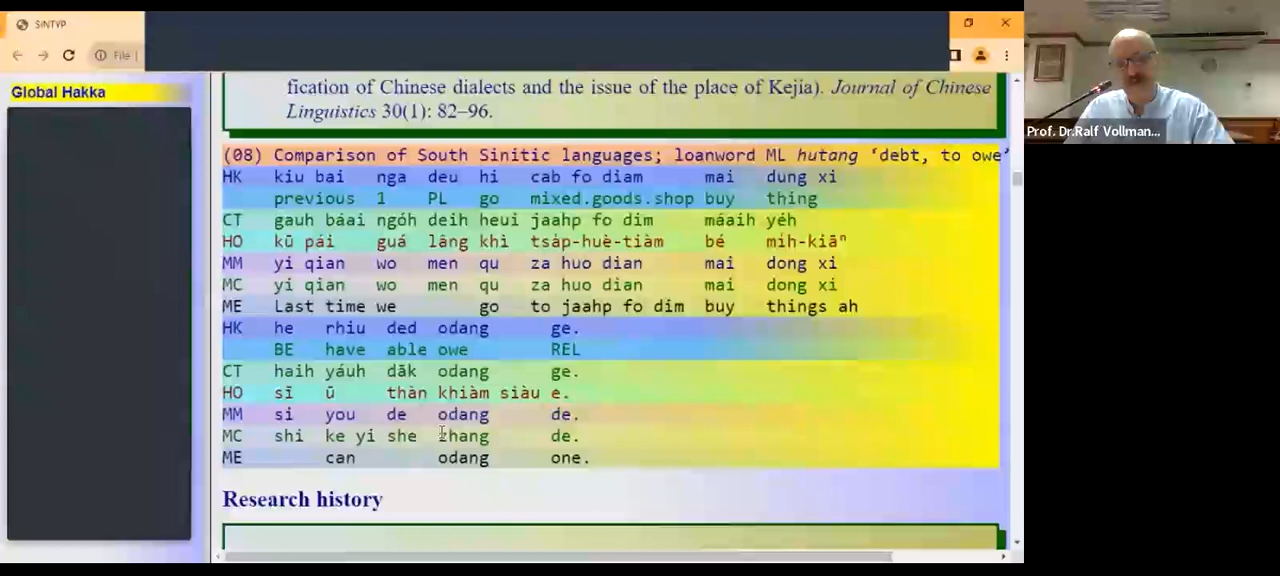 SiNTYP
File
Global Hakka
fication of Chinese dialects and the issue of the place of Kejia). Journal of Chinese
Linguistics 30(1): 82–96.
(08) Comparison of South Sinitic languages; loanword ML hutang ‘debt, to owe’
HK kiu bai nga deu hi cab fo diam mai dung xi
previous 1 PL go mixed.goods.shop buy thing
CT gauh báai ngóh deih heui jaahp fo dim máaih yéh
HO kū pái guá lâng khì tsa̍p-huè-tiàm bé mih-kiāⁿ
MM yi qian wo men qu za huo dian mai dong xi
MC yi qian wo men qu za huo dian mai dong xi
ME Last time we go to jaahp fo dim buy things ah
HK he rhiu ded odang ge.
BE have able owe REL
CT haih yáuh dāk odang ge.
HO sī ū thàn khiàm siàu e.
MM si you de odang de.
MC shi ke yi she zhang de.
ME can odang one.
Research history
Prof. Dr.Ralf Vollman...